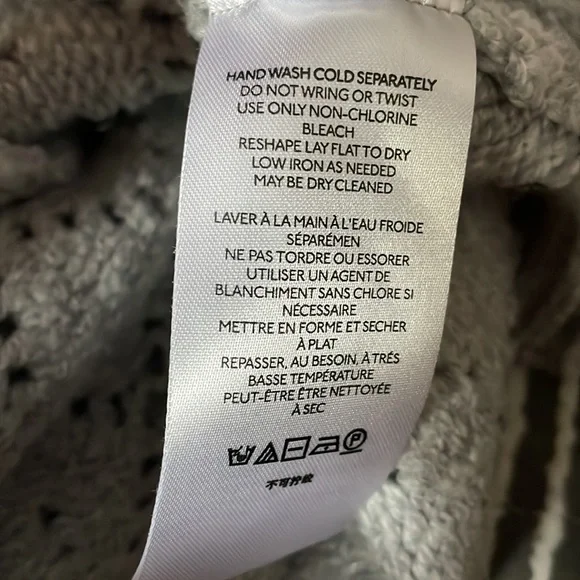 HAND WASH COLD SEPARATELY
DO NOT WRING OR TWIST
USE ONLY NON-CHLORINE
BLEACH
RESHAPE LAY FLAT TO DRY
LOW IRON AS NEEDED
MAY BE DRY CLEANED
LAVER À LA MAIN À L'EAU FROIDE
SÉPARÉMEN
NE PAS TORDRE OU ESSORER
UTILISER UN AGENT DE
BLANCHIMENT SANS CHLORE SI
NÉCESSAIRE
METTRE EN FORME ET SECHER
À PLAT
REPASSER, AU BESOIN, À TRÉS
BASSE TEMPÉRATURE
PEUT-ÊTRE ÊTRE NETTOYÉE
À SEC
P
不可拧绞